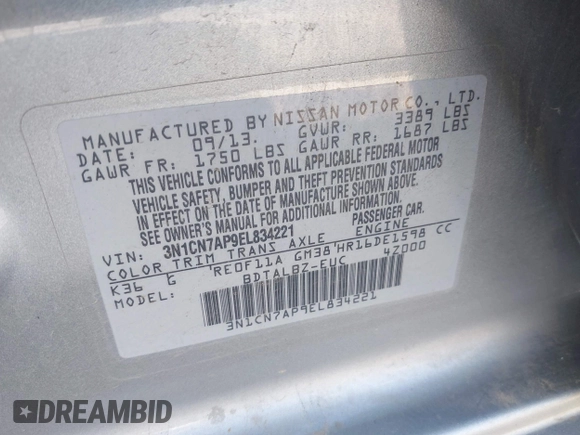 MANUFACTURED BY NISSAN MOTOR CO., LTD.
DATE: 09/13. GVWR: 3389 LBS
GAWR FR: 1750 LBS GAWR RR: 1687 LBS
THIS VEHICLE CONFORMS TO ALL APPLICABLE FEDERAL MOTOR
VEHICLE SAFETY, BUMPER AND THEFT PREVENTION STANDARDS
IN EFFECT ON THE DATE OF MANUFACTURE SHOWN ABOVE.
SEE OWNER'S MANUAL FOR ADDITIONAL INFORMATION.
VIN: 3N1CN7AP9EL834221 PASSENGER CAR.
COLOR TRIM TRANS AXLE ENGINE
K36 G RE0F11A GM38 HR16DE1598 CC
MODEL: BDTALBZ-EUC 4Z000
3N1CN7AP9EL834221
DREAMBID